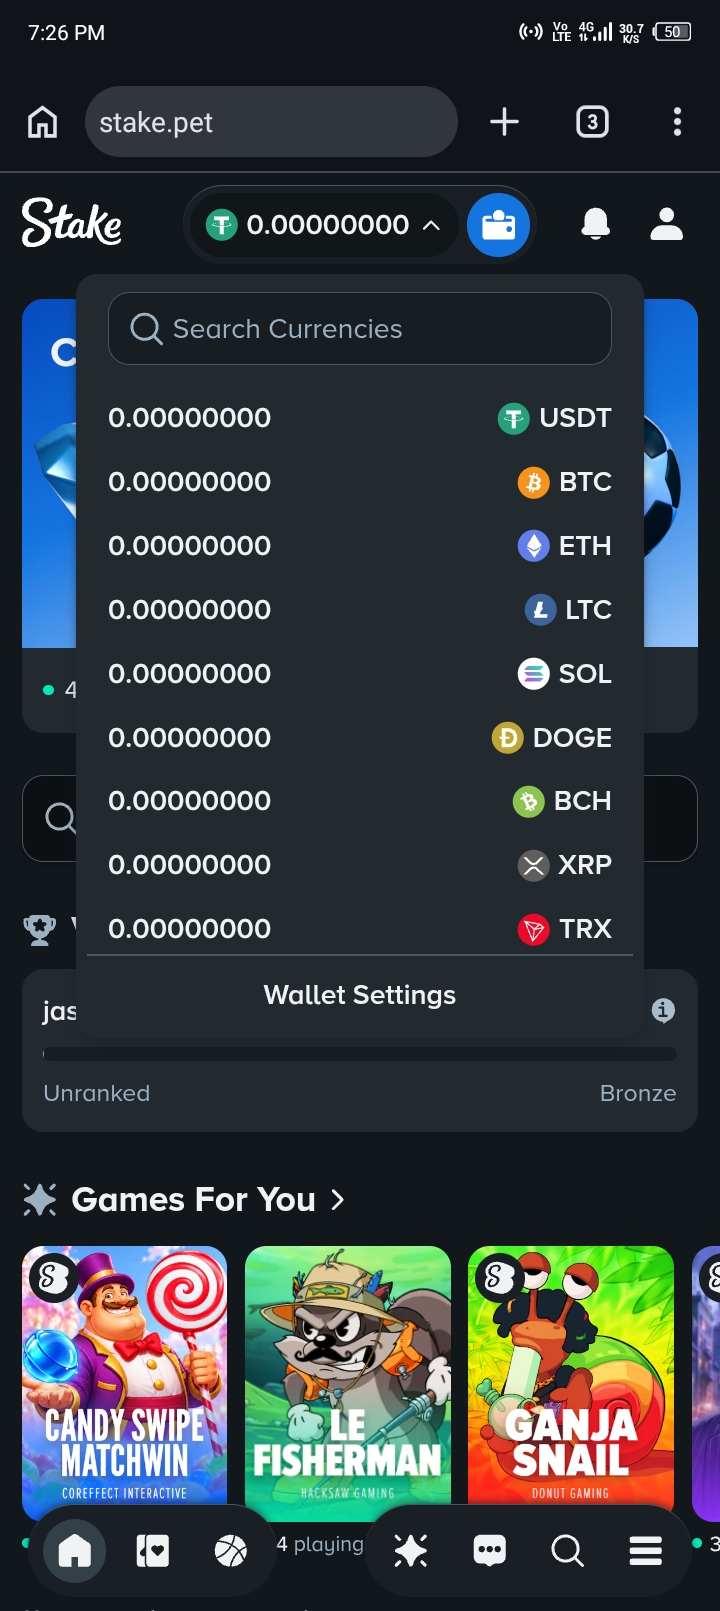 7:26 PM
Vo LTE 4G 30.7 K/S 50
stake.pet
3
Stake
0.00000000
Search Currencies
0.00000000 USDT
0.00000000 BTC
0.00000000 ETH
0.00000000 LTC
0.00000000 SOL
0.00000000 DOGE
0.00000000 BCH
0.00000000 XRP
0.00000000 TRX
Wallet Settings
jas
Unranked Bronze
Games For You
CANDY SWIPE
MATCHWIN
COREFFECT INTERACTIVE
LE
FISHERMAN
HACKSAW GAMING
GANJA
SNAIL
DONUT GAMING
4 playing